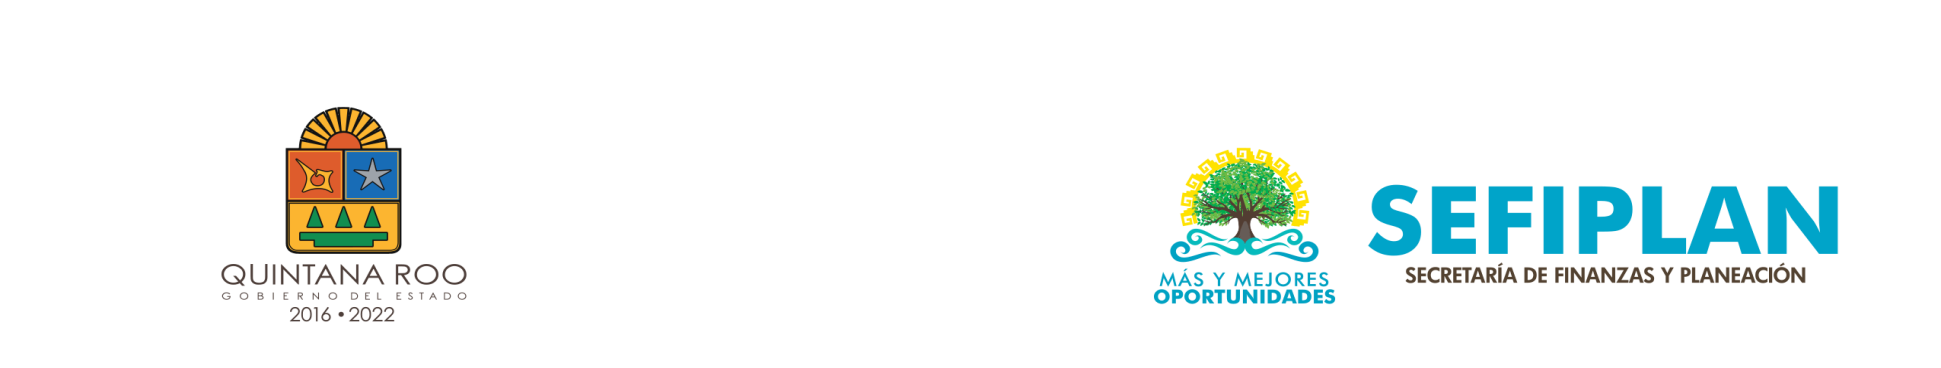 QUINTANA ROO
GOBIERNO DEL ESTADO
2016 • 2022
MÁS Y MEJORES
OPORTUNIDADES
SEFIPLAN
SECRETARÍA DE FINANZAS Y PLANEACIÓN